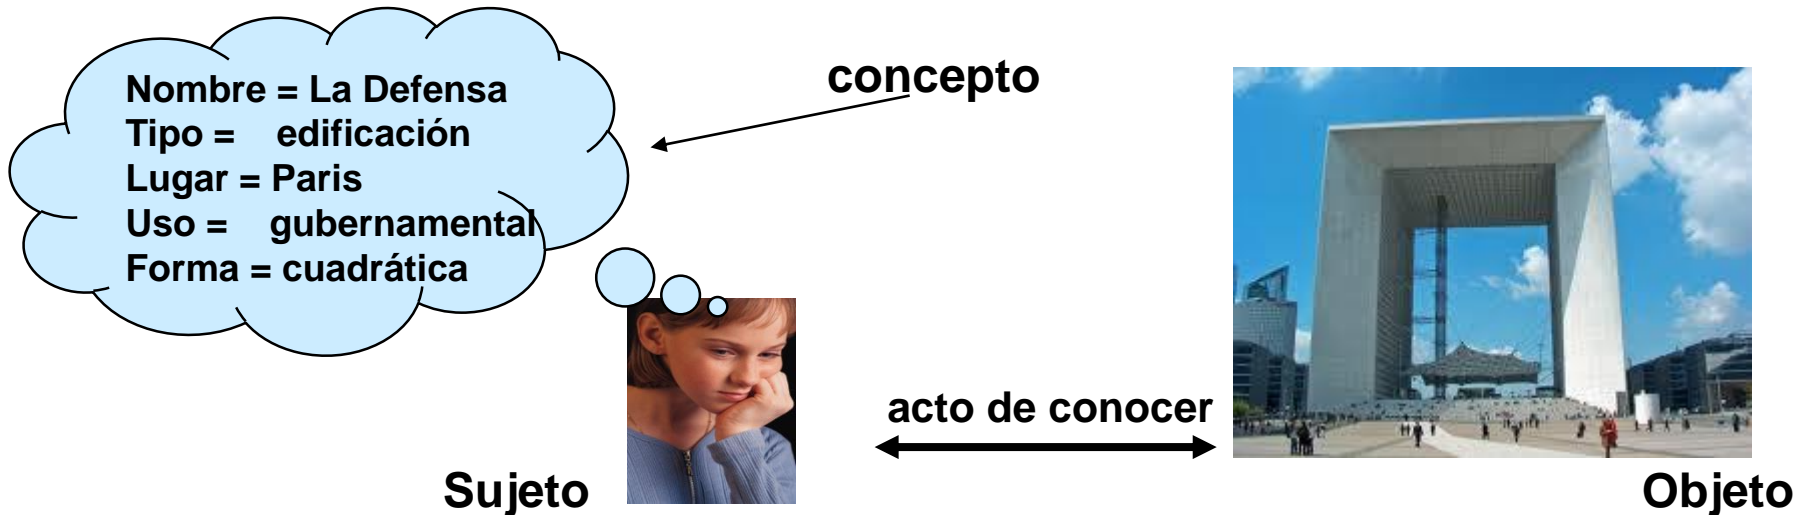 Nombre = La Defensa
Tipo = edificación
Lugar = Paris
Uso = gubernamental
Forma = cuadrática
concepto
acto de conocer
Sujeto
Objeto